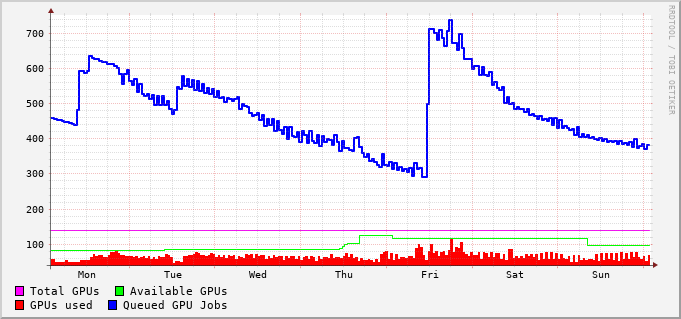 700
600
500
400
300
200
100
Mon Tue Wed Thu Fri Sat Sun
Total GPUs Available GPUs
GPUs used Queued GPU Jobs
RRDTOOL / TOBI OETIKER